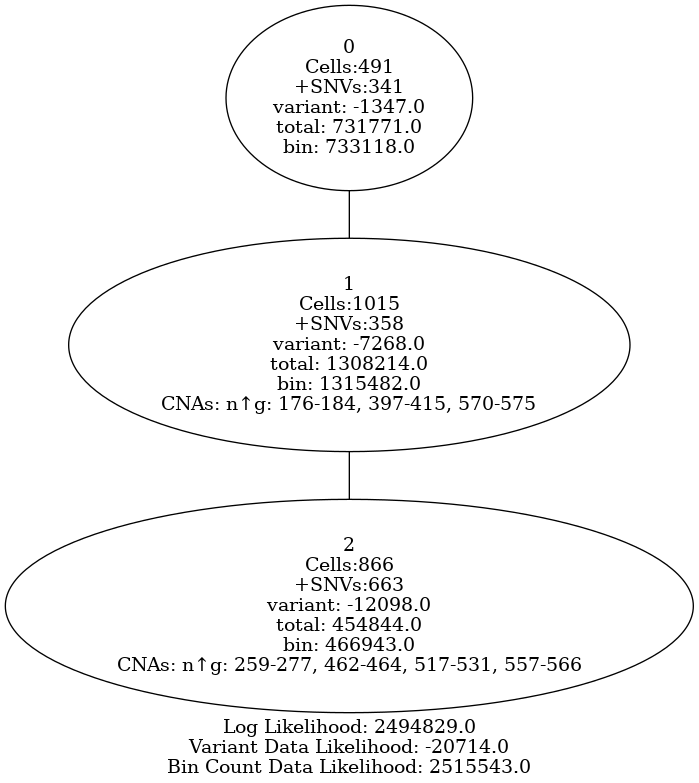 0
Cells:491
+SNVs:341
variant: -1347.0
total: 731771.0
bin: 733118.0
1
Cells:1015
+SNVs:358
variant: -7268.0
total: 1308214.0
bin: 1315482.0
CNAs: n↑g: 176-184, 397-415, 570-575
2
Cells:866
+SNVs:663
variant: -12098.0
total: 454844.0
bin: 466943.0
CNAs: n↑g: 259-277, 462-464, 517-531, 557-566
Log Likelihood: 2494829.0
Variant Data Likelihood: -20714.0
Bin Count Data Likelihood: 2515543.0